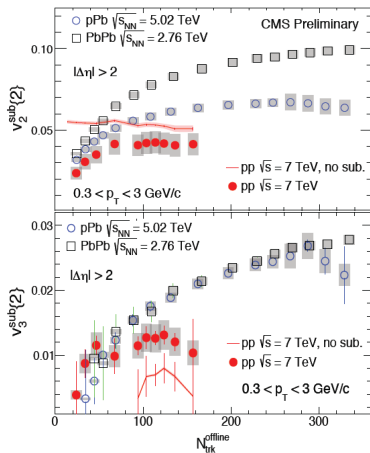 pPb √sNN = 5.02 TeV
CMS Preliminary
PbPb √sNN = 2.76 TeV
0.10
v2sub{2}
|Δη| > 2
0.05
pp √s = 7 TeV, no sub.
0.3 < pT < 3 GeV/c
pp √s = 7 TeV
0.03
pPb √sNN = 5.02 TeV
PbPb √sNN = 2.76 TeV
|Δη| > 2
v3sub{2}
0.02
0.01
pp √s = 7 TeV, no sub.
pp √s = 7 TeV
0.3 < pT < 3 GeV/c
0 100 200 300
Ntrkoffline